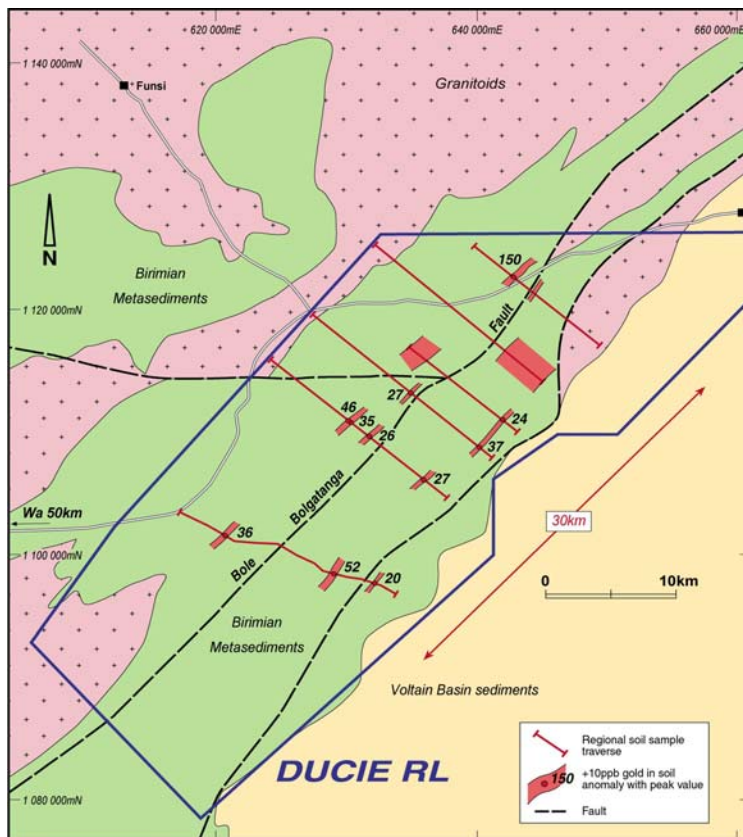 620 000mE
640 000mE
660 000mE
1 140 000mN
Funsi
Granitoids
N
Birimian
Metasediments
150
1 120 000mN
Fault
27
46
35
26
24
37
27
Bolgatanga
Wa 50km
36
30km
1 100 000mN
52
20
Bole
0 10km
Birimian
Metasediments
Voltain Basin sediments
DUCIE RL
Regional soil sample
traverse
150
+10ppb gold in soil
anomaly with peak value
Fault
1 080 000mN